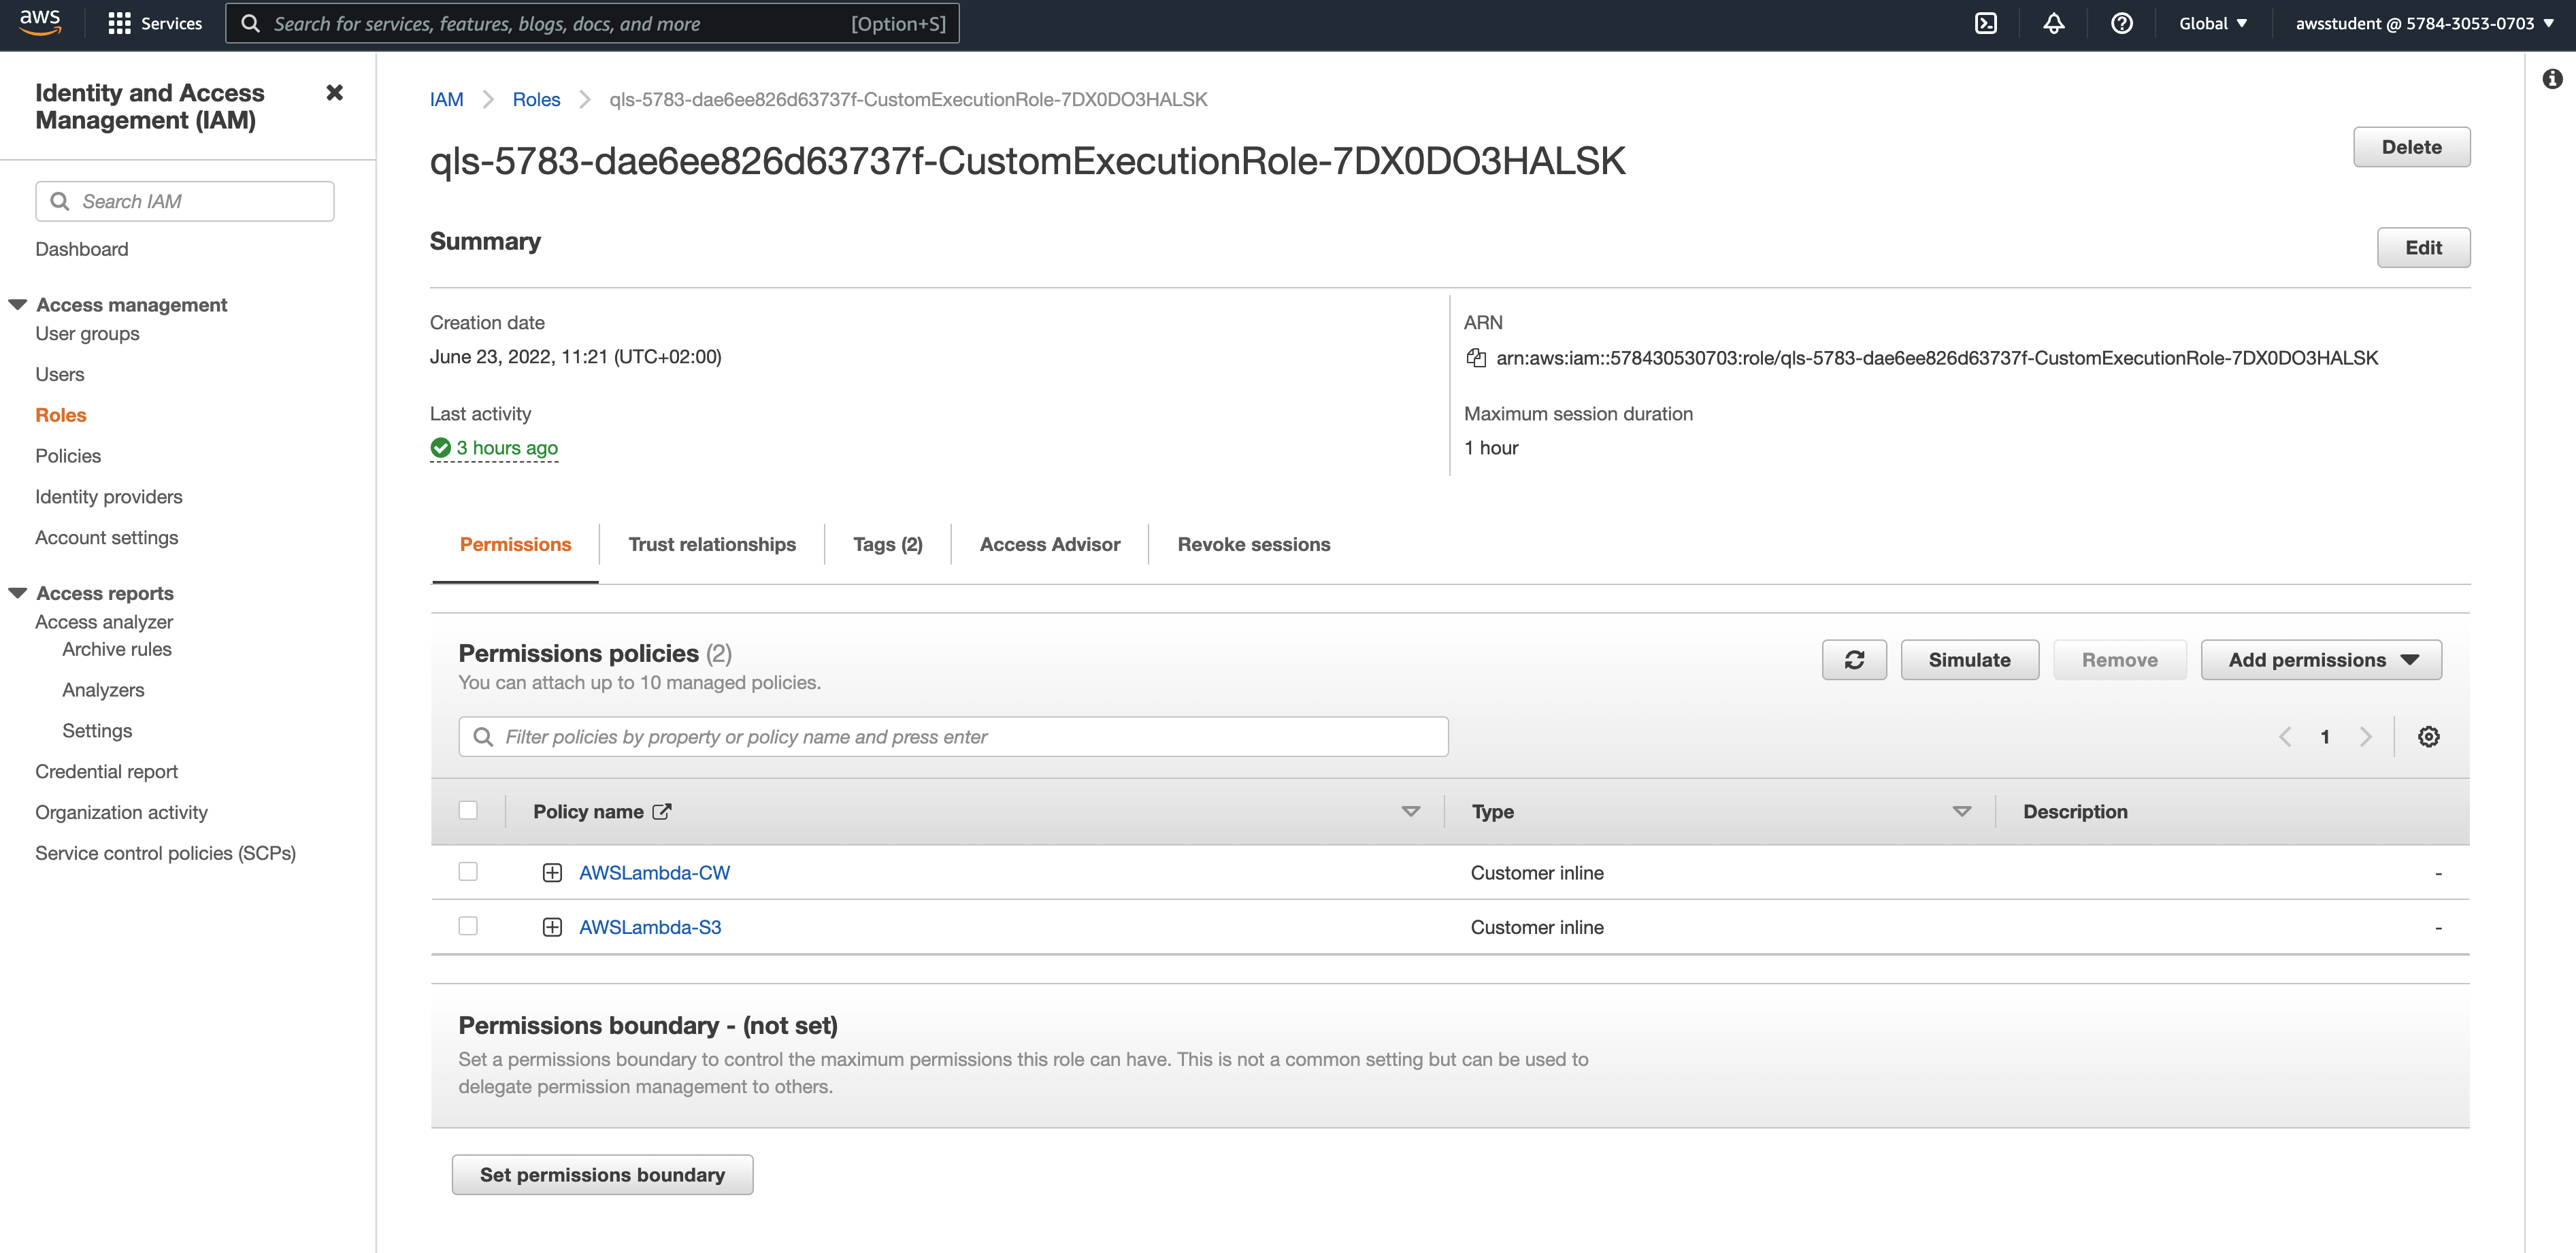 aws
Services
Search for services, features, blogs, docs, and more
[Option+S]
Global
awsstudent @ 5784-3053-0703
Identity and Access
Management (IAM)
Search IAM
Dashboard
Access management
User groups
Users
Roles
Policies
Identity providers
Account settings
Access reports
Access analyzer
Archive rules
Analyzers
Settings
Credential report
Organization activity
Service control policies (SCPs)
IAM
Roles
qls-5783-dae6ee826d63737f-CustomExecutionRole-7DX0DO3HALSK
qls-5783-dae6ee826d63737f-CustomExecutionRole-7DX0DO3HALSK
Delete
Summary
Edit
Creation date
June 23, 2022, 11:21 (UTC+02:00)
ARN
arn:aws:iam::578430530703:role/qls-5783-dae6ee826d63737f-CustomExecutionRole-7DX0DO3HALSK
Last activity
3 hours ago
Maximum session duration
1 hour
Permissions
Trust relationships
Tags (2)
Access Advisor
Revoke sessions
Permissions policies (2)
You can attach up to 10 managed policies.
Simulate
Remove
Add permissions
Filter policies by property or policy name and press enter
1
Policy name
Type
Description
AWSLambda-CW
Customer inline
-
AWSLambda-S3
Customer inline
-
Permissions boundary - (not set)
Set a permissions boundary to control the maximum permissions this role can have. This is not a common setting but can be used to
delegate permission management to others.
Set permissions boundary